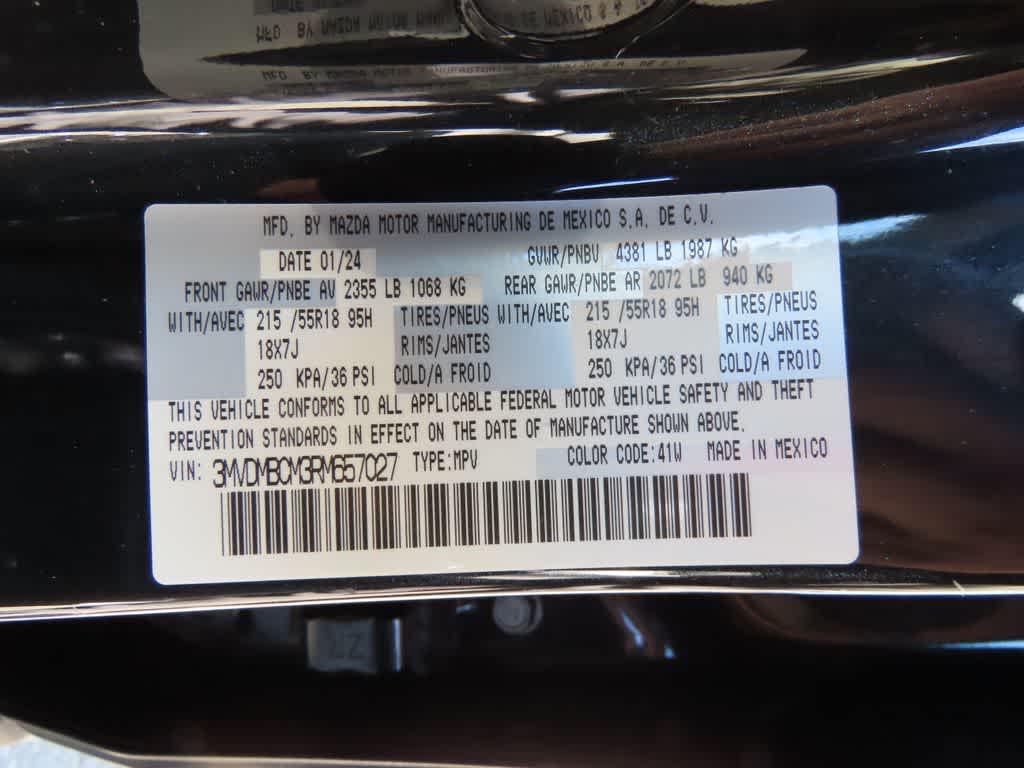 MFD. BY MAZDA MOTOR MANUFACTURING DE MEXICO S.A. DE C.V.
DATE 01/24 GVWR/PNBV 4381 LB 1987 KG
FRONT GAWR/PNBE AV 2355 LB 1068 KG REAR GAWR/PNBE AR 2072 LB 940 KG
WITH/AVEC 215 /55R18 95H TIRES/PNEUS WITH/AVEC 215 /55R18 95H TIRES/PNEUS
18X7J RIMS/JANTES 18X7J RIMS/JANTES
250 KPA/36 PSI COLD/A FROID 250 KPA/36 PSI COLD/A FROID
THIS VEHICLE CONFORMS TO ALL APPLICABLE FEDERAL MOTOR VEHICLE SAFETY AND THEFT
PREVENTION STANDARDS IN EFFECT ON THE DATE OF MANUFACTURE SHOWN ABOVE.
VIN: 3MVDMBCM3RM657027 TYPE:MPV COLOR CODE:41W MADE IN MEXICO